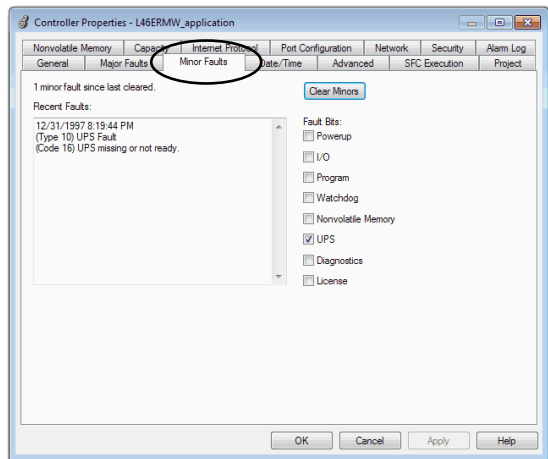 Controller Properties - L46ERMW_application
Nonvolatile Memory Capacity Internet Protocol Port Configuration Network Security Alarm Log
General Major Faults Minor Faults Date/Time Advanced SFC Execution Project
1 minor fault since last cleared.
Clear Minors
Recent Faults:
12/31/1997 8:19:44 PM
(Type 10) UPS Fault
(Code 16) UPS missing or not ready.
Fault Bits:
Powerup
I/O
Program
Watchdog
Nonvolatile Memory
UPS
Diagnostics
License
OK Cancel Apply Help